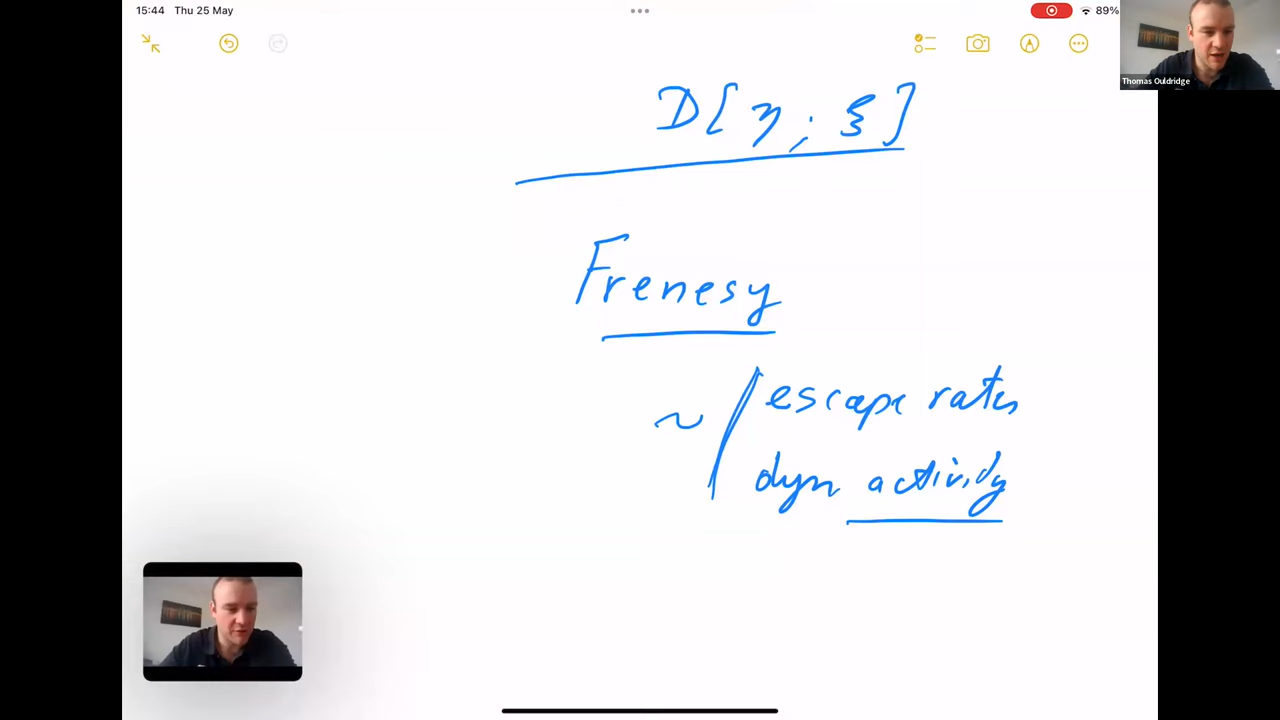 15:44 Thu 25 May
89%
Thomas Ouldridge
D[η; ξ]
Frenesy
~ escape rates
dyn activity